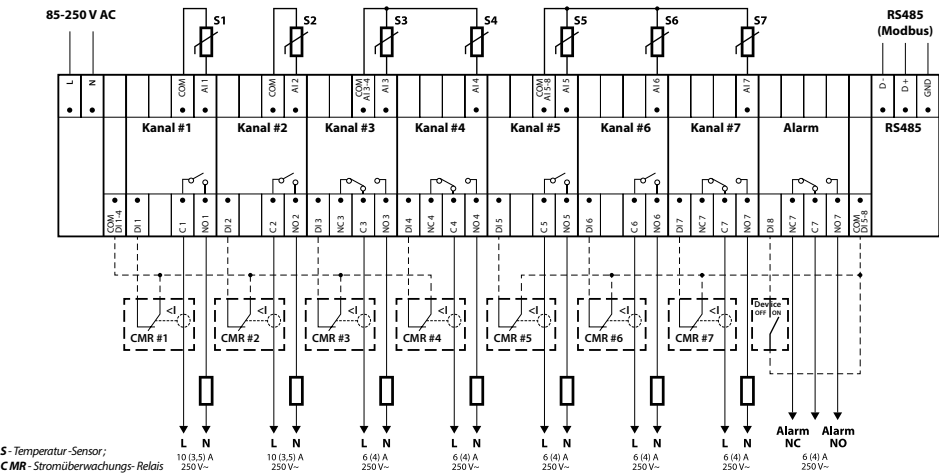 85-250 V AC
S1
S2
S3
S4
S5
S6
S7
RS485
(Modbus)
L
N
COM
AI 1
COM
AI 2
COM
AI 3-4
AI 3
AI 4
COM
AI 5-8
AI 5
AI 6
AI 7
D -
D +
GND
Kanal #1
Kanal #2
Kanal #3
Kanal #4
Kanal #5
Kanal #6
Kanal #7
Alarm
RS485
COM
DI 1-4
DI 1
C 1
NO 1
DI 2
C 2
NO 2
DI 3
NC 3
C 3
NO 3
DI 4
NC 4
C 4
NO 4
DI 5
C 5
NO 5
DI 6
C 6
NO 6
DI 7
NC 7
C 7
NO 7
DI 8
NC 7
C 7
NO 7
COM
DI 5-8
<I
<I
<I
<I
<I
<I
<I
Device
OFF ON
CMR #1
CMR #2
CMR #3
CMR #4
CMR #5
CMR #6
CMR #7
L N
L N
L N
L N
L N
L N
L N
Alarm
NC
Alarm
NO
10 (3,5) A
250 V~
10 (3,5) A
250 V~
6 (4) A
250 V~
6 (4) A
250 V~
6 (4) A
250 V~
6 (4) A
250 V~
6 (4) A
250 V~
6 (4) A
250 V~
S - Temperatur-Sensor;
CMR - Stromüberwachungs- Relais